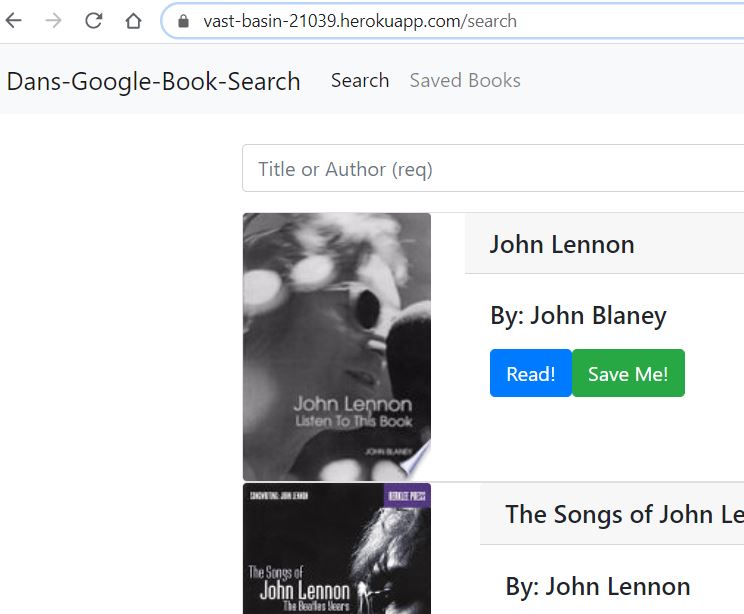 vast-basin-21039.herokuapp.com/search
Dans-Google-Book-Search Search Saved Books
Title or Author (req)
John Lennon
By: John Blaney
Read! Save Me!
John Lennon
Listen To This Book
JOHN BLANEY
The Songs of John Le
By: John Lennon
SONGWRITING: JOHN LENNON
BERKLEE PRESS
The Songs of
John Lennon
The Beatles Years